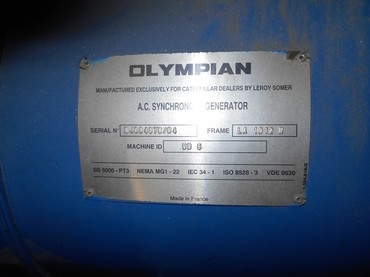 OLYMPIAN
MANUFACTURED EXCLUSIVELY FOR CATERPILLAR DEALERS BY LEROY SOMER
A.C. SYNCHRONOUS GENERATOR
SERIAL N° FRAME LA
MACHINE ID
BS 5000 - PT3 NEMA MG1 - 22 IEC 34 - 1 ISO 8528 - 3 VDE 0530
Made in France